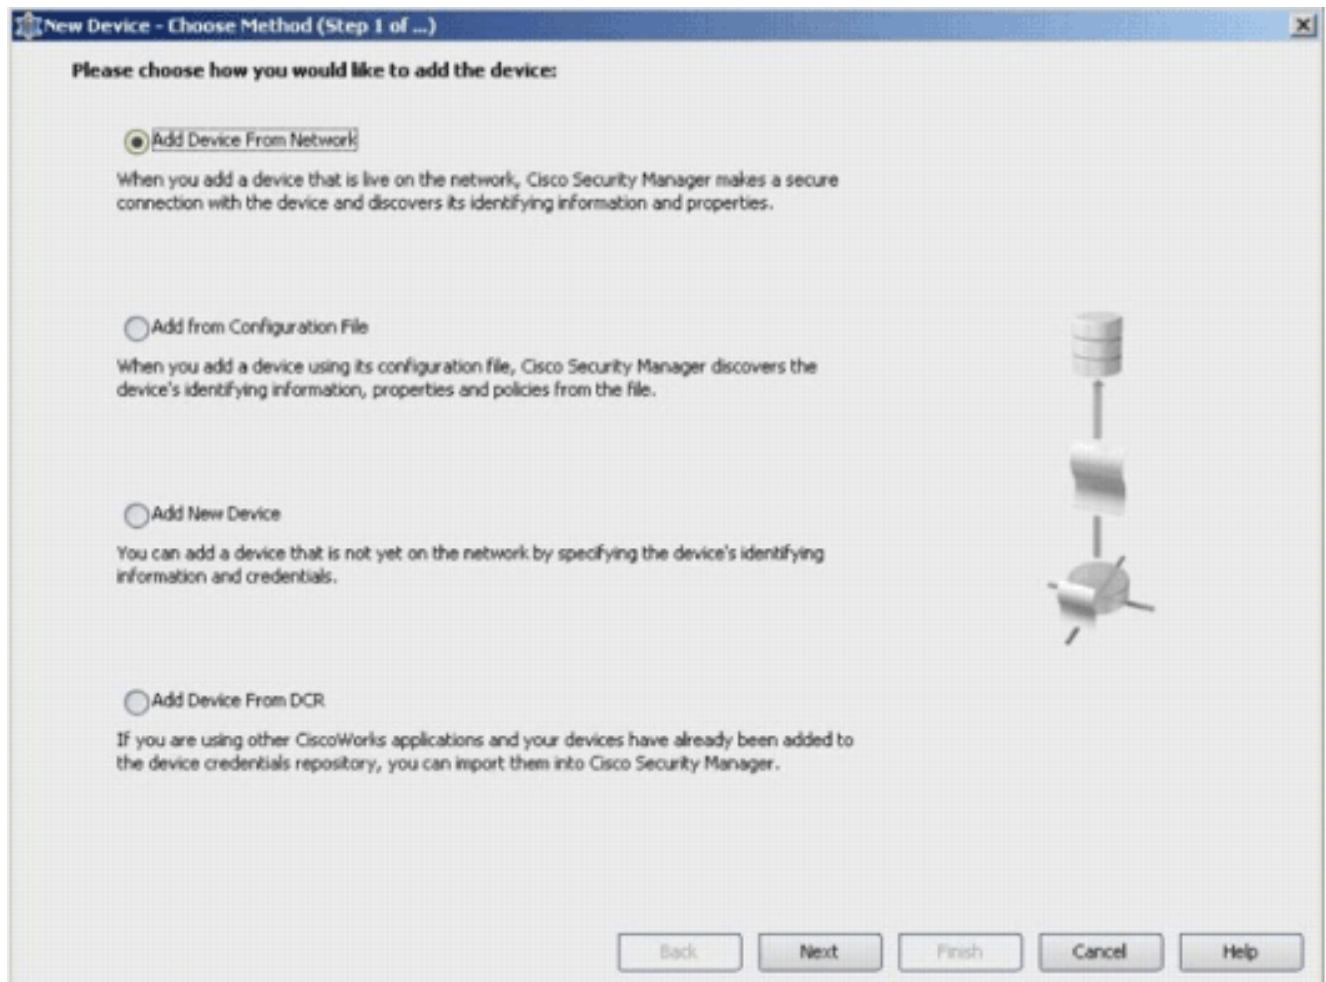 New Device - Choose Method (Step 1 of ...)
Please choose how you would like to add the device:
Add Device From Network
When you add a device that is live on the network, Cisco Security Manager makes a secure
connection with the device and discovers its identifying information and properties.
Add from Configuration File
When you add a device using its configuration file, Cisco Security Manager discovers the
device's identifying information, properties and policies from the file.
Add New Device
You can add a device that is not yet on the network by specifying the device's identifying
information and credentials.
Add Device From DCR
If you are using other CiscoWorks applications and your devices have already been added to
the device credentials repository, you can import them into Cisco Security Manager.
Back Next Finish Cancel Help